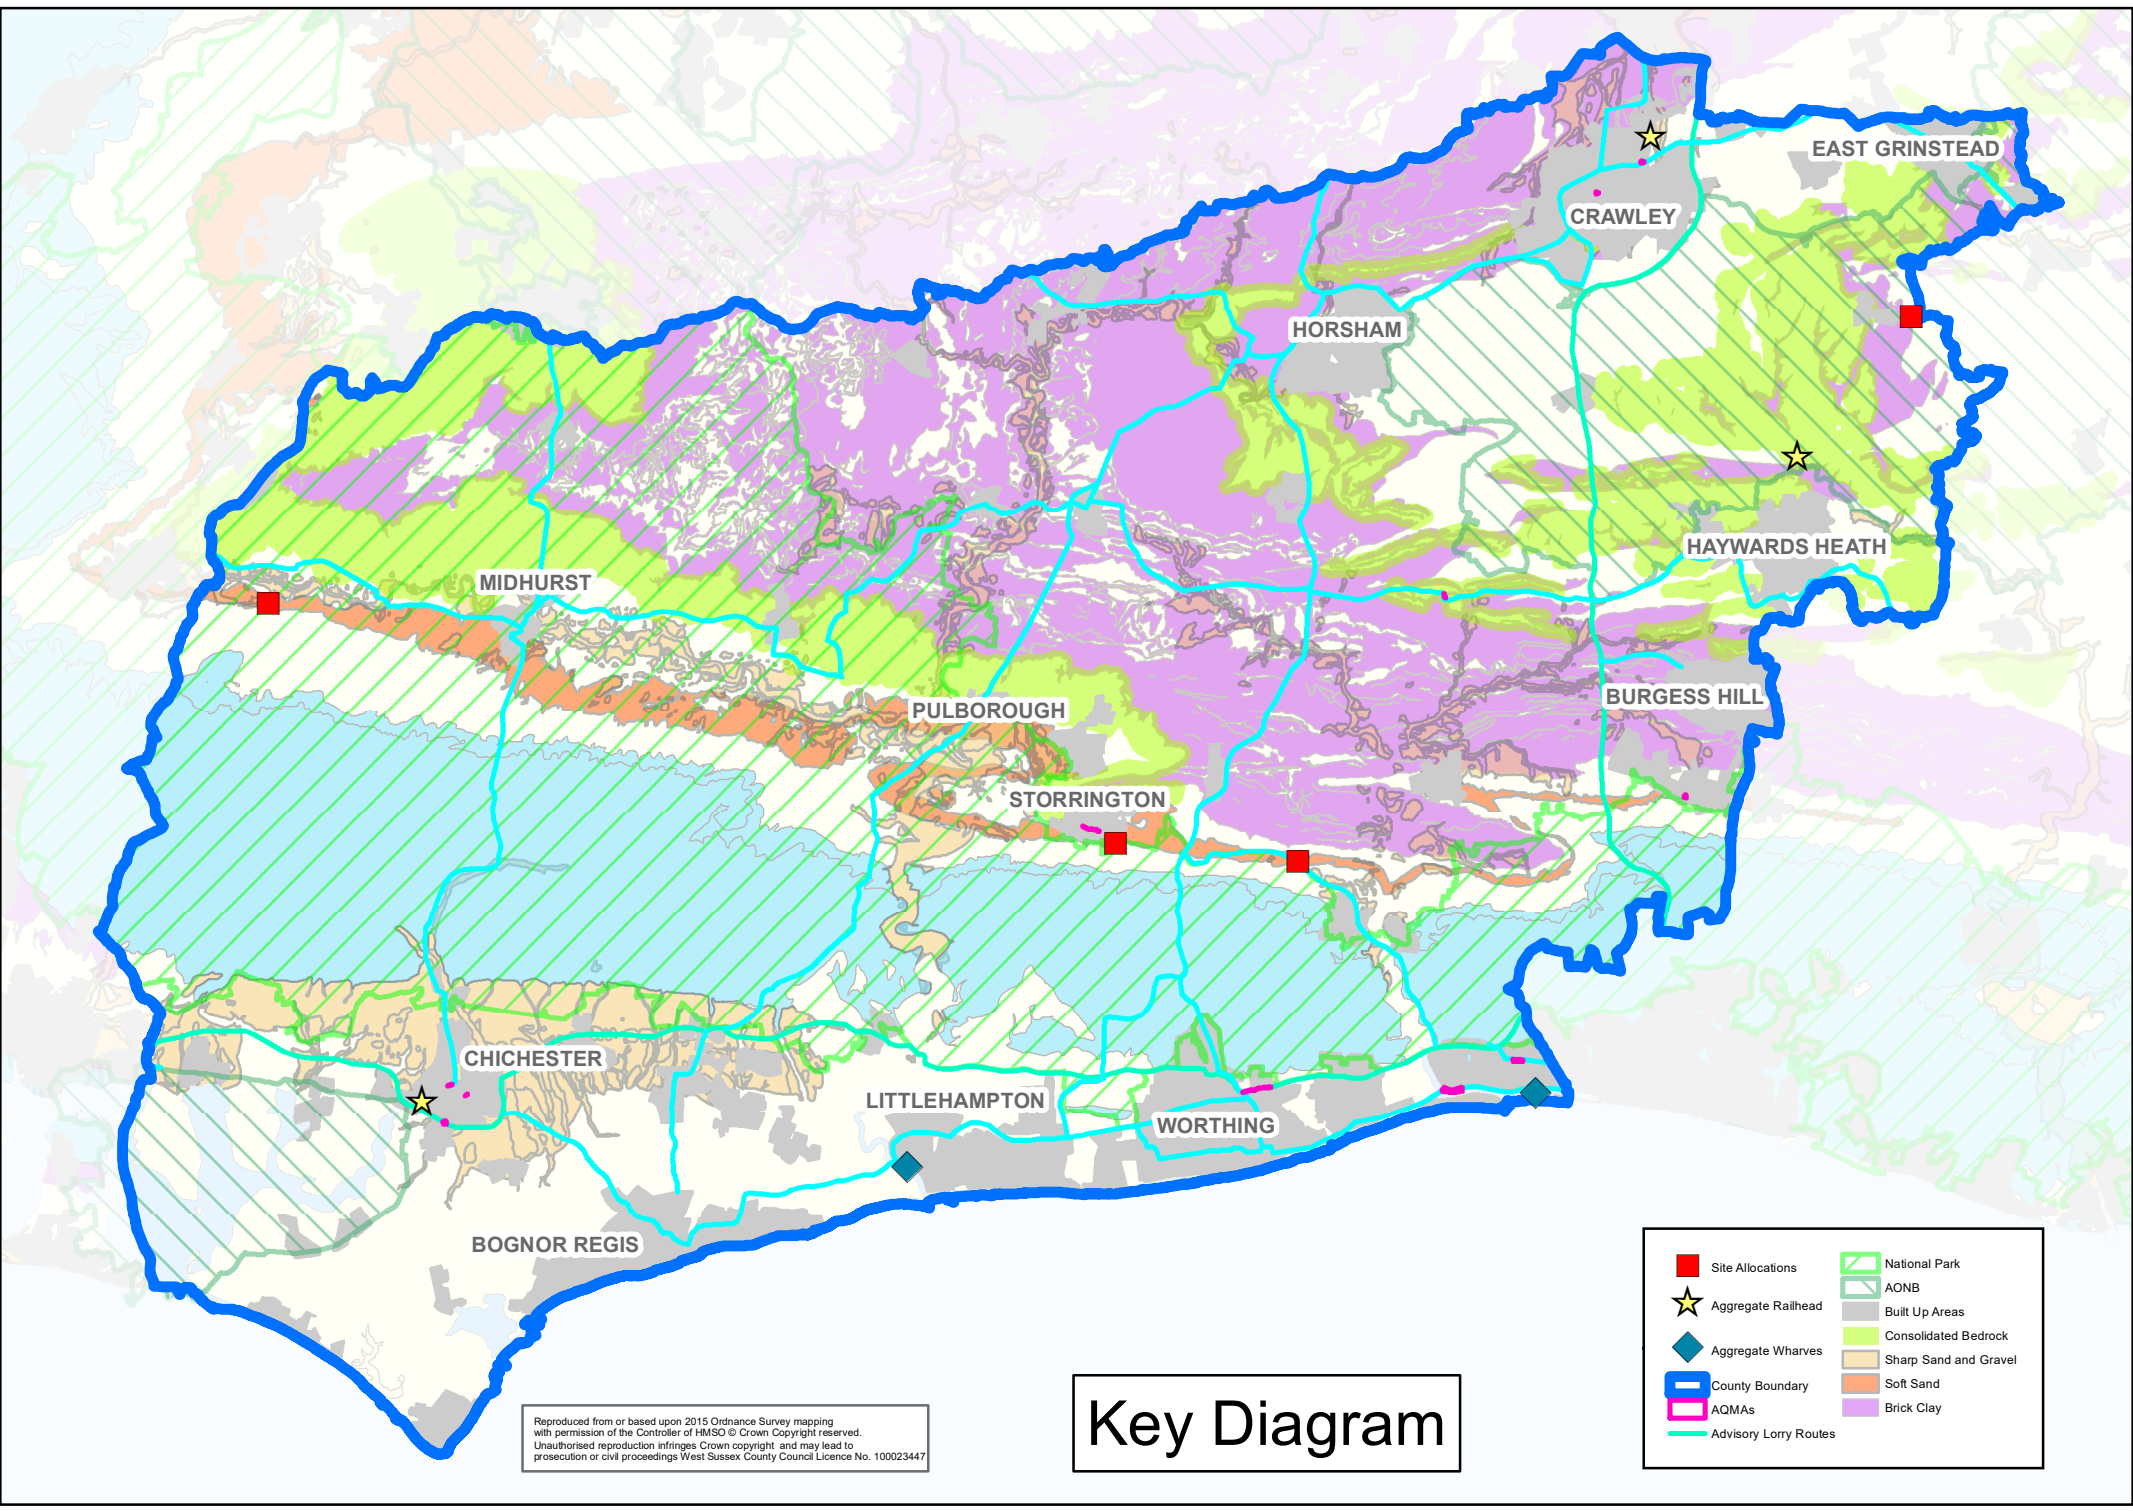 EAST GRINSTEAD
CRAWLEY
HORSHAM
HAYWARDS HEATH
MIDHURST
BURGESS HILL
PULBOROUGH
STORRINGTON
CHICHESTER
LITTLEHAMPTON
WORTHING
BOGNOR REGIS
Reproduced from or based upon 2015 Ordnance Survey mapping
with permission of the Controller of HMSO © Crown Copyright reserved.
Unauthorised reproduction infringes Crown copyright and may lead to
prosecution or civil proceedings West Sussex County Council Licence No. 100023447
Key Diagram
Site Allocations
Aggregate Railhead
Aggregate Wharves
County Boundary
AQMAs
Advisory Lorry Routes
National Park
AONB
Built Up Areas
Consolidated Bedrock
Sharp Sand and Gravel
Soft Sand
Brick Clay